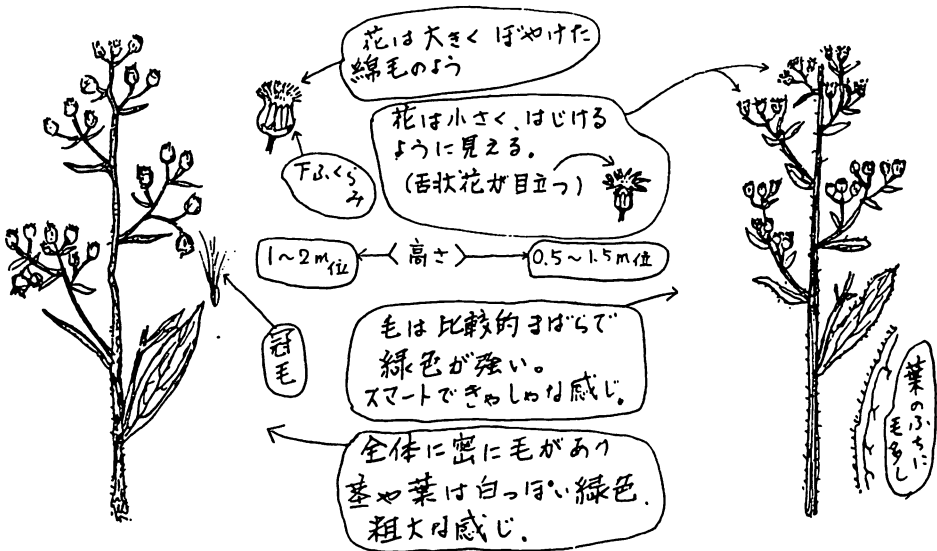 花は大きくぼやけた
綿毛のよう
花は小さく、はじける
ように見える。
(舌状花が目立つ)
下ふくら
み
1~2m位
〈高さ〉
0.5~1.5m位
冠毛
毛は比較的まばらで
緑色が強い。
スマートできゃしゃな感じ。
葉のふちに
毛多し
全体に密に毛があり
茎や葉は白っぽい緑色.
粗大な感じ.